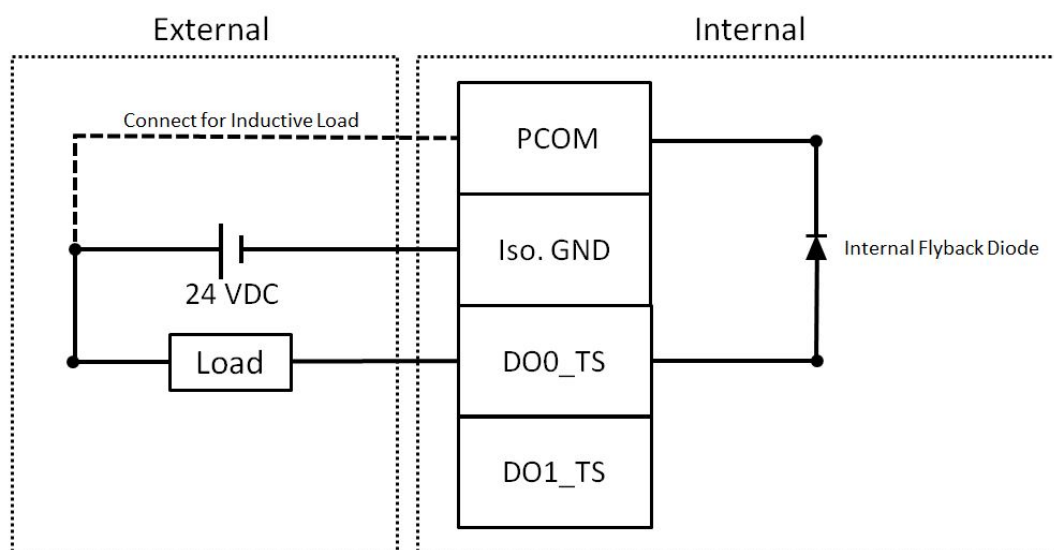 External
Internal
Connect for Inductive Load
PCOM
Iso. GND
Internal Flyback Diode
24 VDC
Load
DO0_TS
DO1_TS